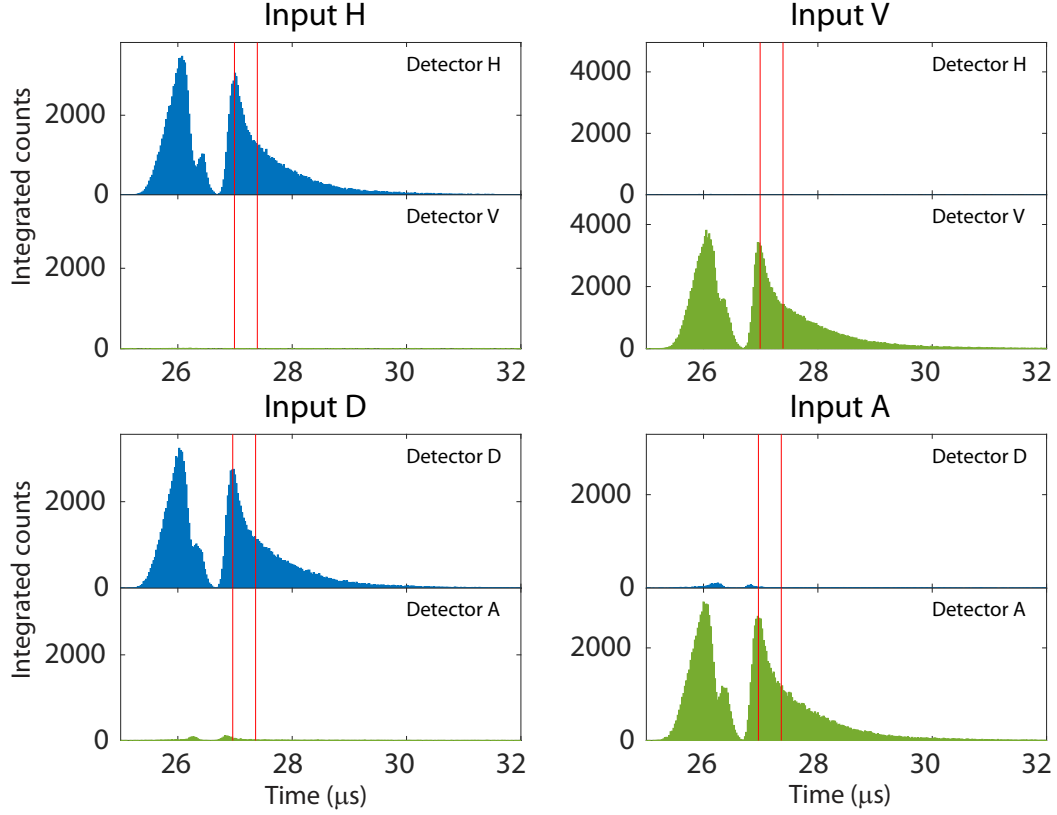 Input H
Input V
Integrated counts
2000
0
Detector H
2000
0
Detector V
26 28 30 32
4000
2000
0
Detector H
4000
2000
0
Detector V
26 28 30 32
Input D
Input A
Integrated counts
2000
0
Detector D
2000
0
Detector A
26 28 30 32
Time (μs)
2000
0
Detector D
2000
0
Detector A
26 28 30 32
Time (μs)